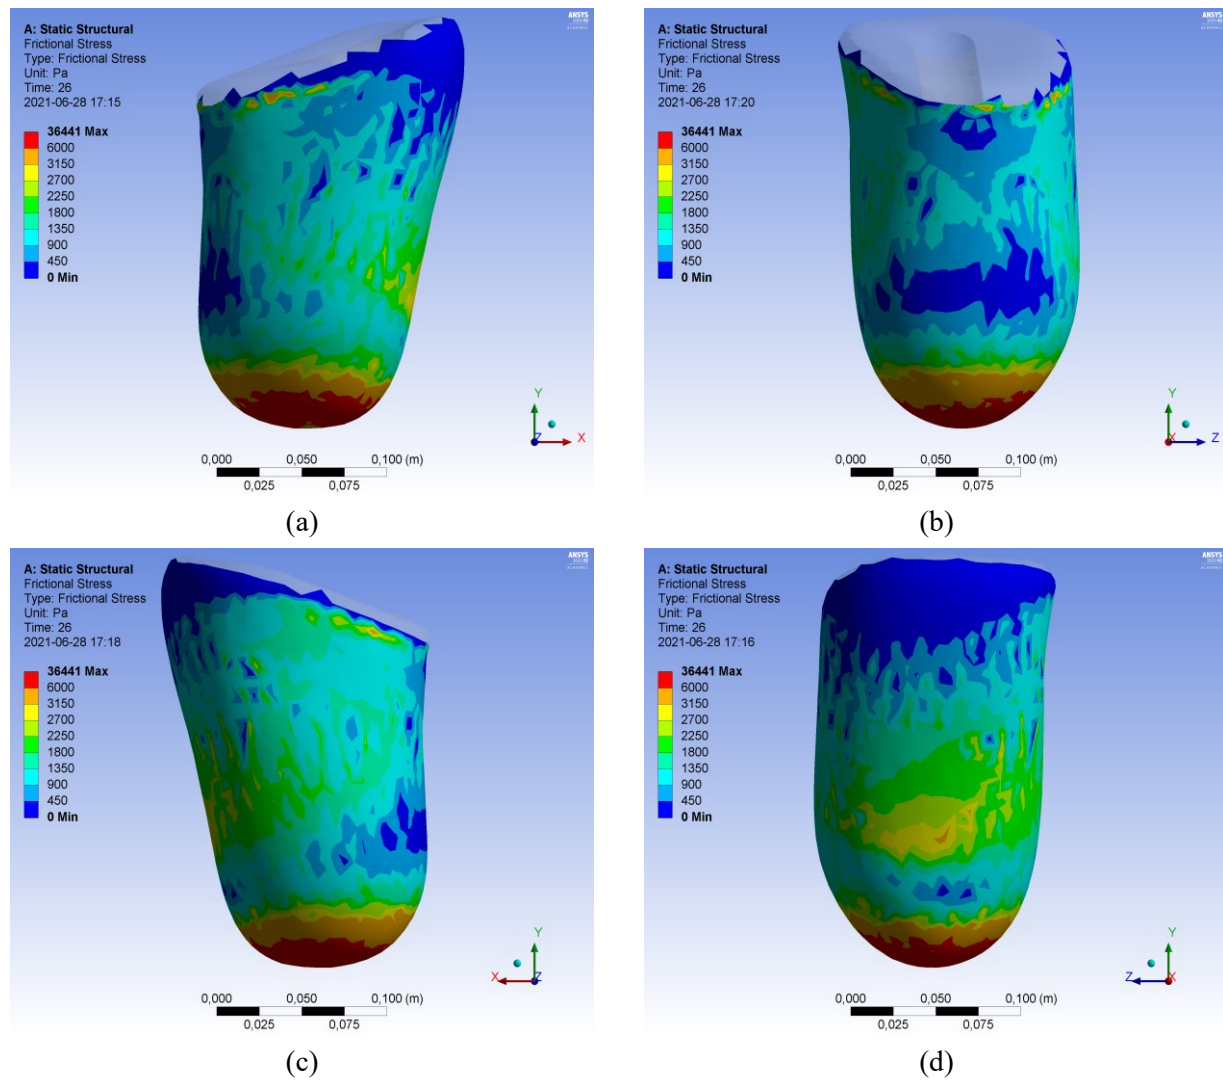 A: Static Structural
Frictional Stress
Type: Frictional Stress
Unit: Pa
Time: 26
2021-06-28 17:15
36441 Max
6000
3150
2700
2250
1800
1350
900
450
0 Min
ANSYS
Y
Z
X
0,000 0,050 0,100 (m)
0,025 0,075
(a)
A: Static Structural
Frictional Stress
Type: Frictional Stress
Unit: Pa
Time: 26
2021-06-28 17:20
36441 Max
6000
3150
2700
2250
1800
1350
900
450
0 Min
ANSYS
Y
X
Z
0,000 0,050 0,100 (m)
0,025 0,075
(b)
A: Static Structural
Frictional Stress
Type: Frictional Stress
Unit: Pa
Time: 26
2021-06-28 17:18
36441 Max
6000
3150
2700
2250
1800
1350
900
450
0 Min
ANSYS
Y
X Z
0,000 0,050 0,100 (m)
0,025 0,075
(c)
A: Static Structural
Frictional Stress
Type: Frictional Stress
Unit: Pa
Time: 26
2021-06-28 17:16
36441 Max
6000
3150
2700
2250
1800
1350
900
450
0 Min
ANSYS
Y
Z X
0,000 0,050 0,100 (m)
0,025 0,075
(d)